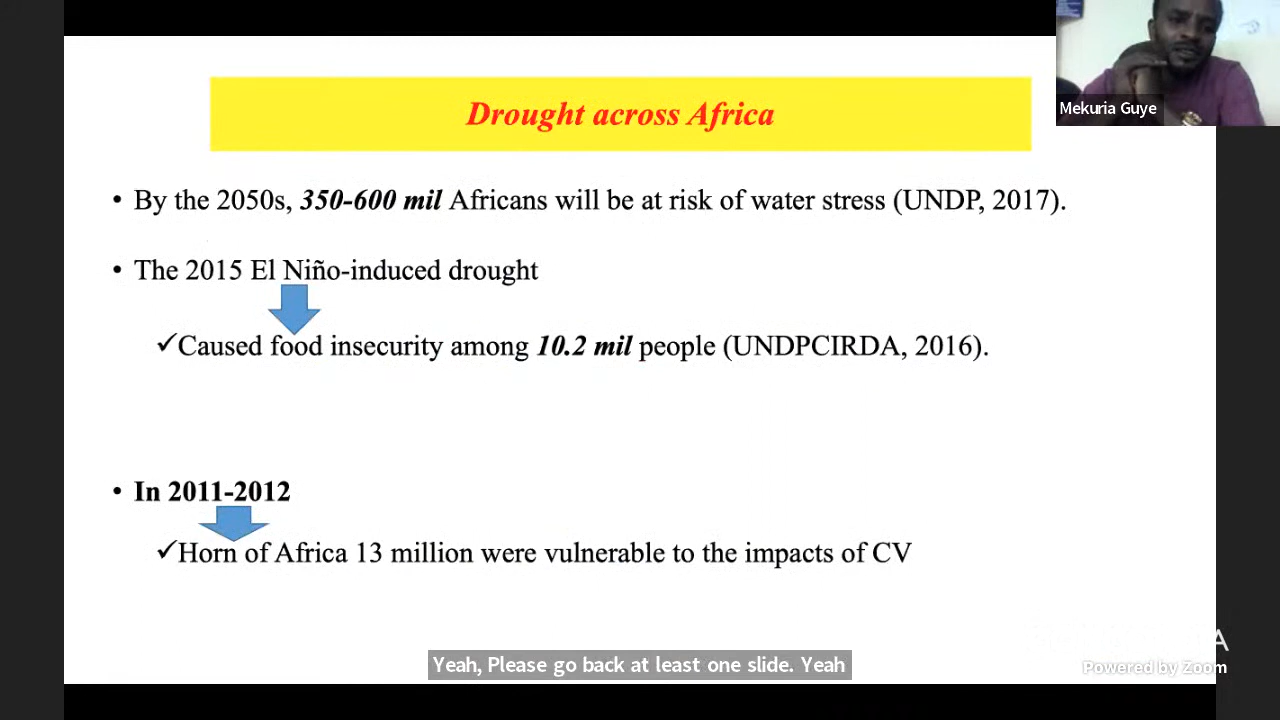 Drought across Africa
Mekuria Guye
• By the 2050s, 350-600 mil Africans will be at risk of water stress (UNDP, 2017).
• The 2015 El Niño-induced drought
✓Caused food insecurity among 10.2 mil people (UNDPCIRDA, 2016).
• In 2011-2012
✓Horn of Africa 13 million were vulnerable to the impacts of CV
Yeah, Please go back at least one slide. Yeah
Powered by Zoom